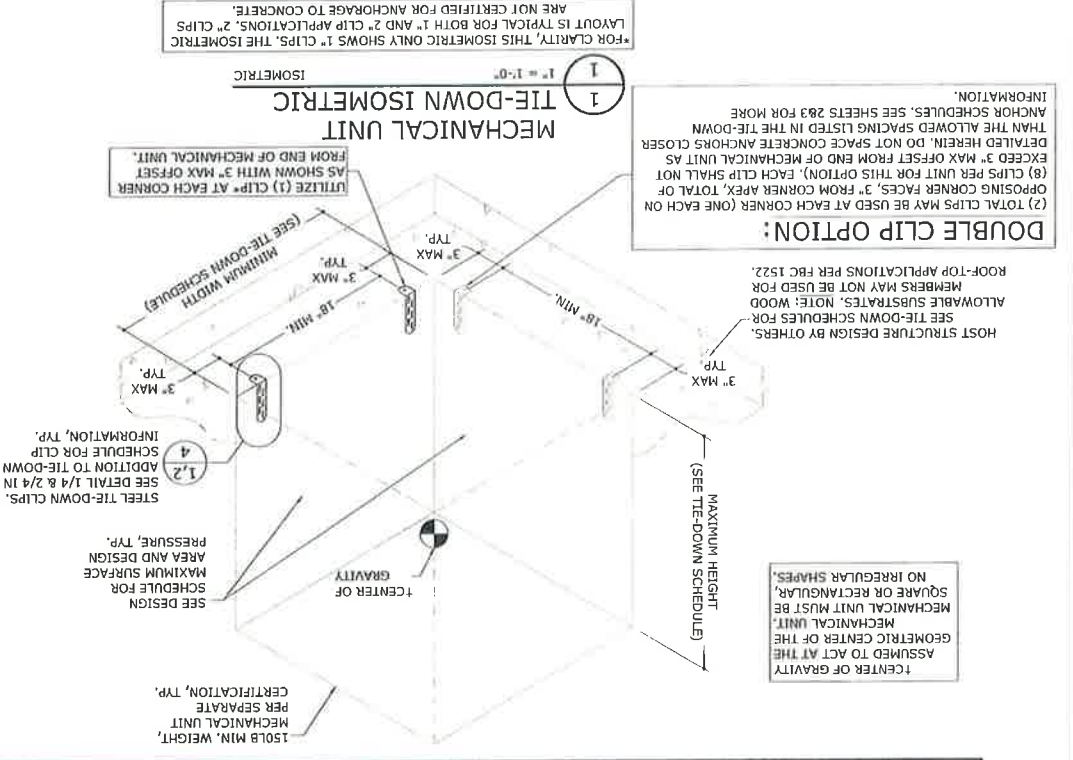 150LB MIN. WEIGHT,
MECHANICAL UNIT
PER SEPARATE
CERTIFICATION, TYP.
†CENTER OF GRAVITY
ASSUMED TO ACT AT THE
GEOMETRIC CENTER OF THE
MECHANICAL UNIT.
MECHANICAL UNIT MUST BE
SQUARE OR RECTANGULAR,
NO IRREGULAR SHAPES.
MAXIMUM HEIGHT
(SEE TIE-DOWN SCHEDULE)
†CENTER OF
GRAVITY
SEE DESIGN
SCHEDULE FOR
MAXIMUM SURFACE
AREA AND DESIGN
PRESSURE, TYP.
STEEL TIE-DOWN CLIPS.
SEE DETAIL 1/4 & 2/4 IN
ADDITION TO TIE-DOWN
SCHEDULE FOR CLIP
INFORMATION, TYP.
1,2
4
3" MAX
TYP.
3" MAX
TYP.
HOST STRUCTURE DESIGN BY OTHERS.
SEE TIE-DOWN SCHEDULES FOR
ALLOWABLE SUBSTRATES. NOTE: WOOD
MEMBERS MAY NOT BE USED FOR
ROOF-TOP APPLICATIONS PER FBC 1522.
18" MIN.
18" MIN.
MINIMUM WIDTH
(SEE TIE-DOWN SCHEDULE)
3" MAX
TYP.
3" MAX
TYP.
DOUBLE CLIP OPTION:
(2) TOTAL CLIPS MAY BE USED AT EACH CORNER (ONE EACH ON
OPPOSING CORNER FACES, 3" FROM CORNER APEX, TOTAL OF
(8) CLIPS PER UNIT FOR THIS OPTION). EACH CLIP SHALL NOT
EXCEED 3" MAX OFFSET FROM END OF MECHANICAL UNIT AS
DETAILED HEREIN. DO NOT SPACE CONCRETE ANCHORS CLOSER
THAN THE ALLOWED SPACING LISTED IN THE TIE-DOWN
ANCHOR SCHEDULES. SEE SHEETS 2&3 FOR MORE
INFORMATION.
UTILIZE (1) CLIP* AT EACH CORNER
AS SHOWN WITH 3" MAX OFFSET
FROM END OF MECHANICAL UNIT.
1
1
MECHANICAL UNIT
TIE-DOWN ISOMETRIC
1" = 1'-0"
ISOMETRIC
*FOR CLARITY, THIS ISOMETRIC ONLY SHOWS 1" CLIPS. THE ISOMETRIC
LAYOUT IS TYPICAL FOR BOTH 1" AND 2" CLIP APPLICATIONS. 2" CLIPS
ARE NOT CERTIFIED FOR ANCHORAGE TO CONCRETE.